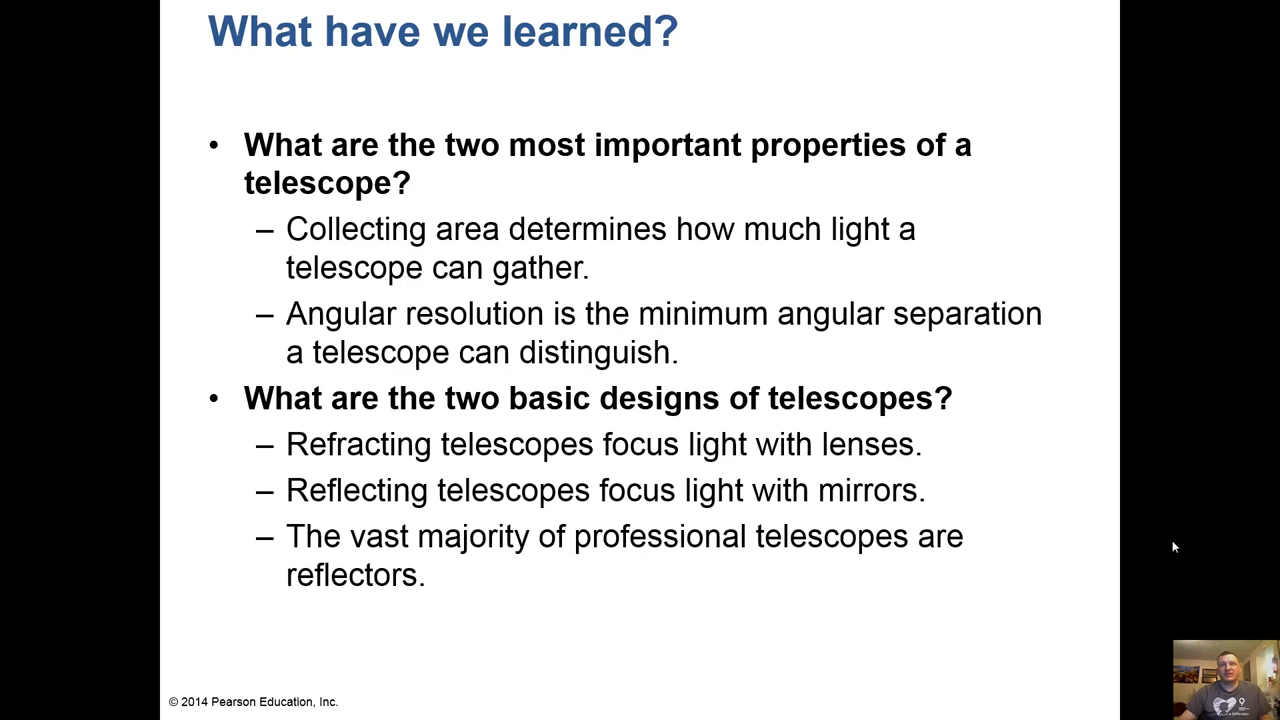 What have we learned?
• What are the two most important properties of a
telescope?
– Collecting area determines how much light a
telescope can gather.
– Angular resolution is the minimum angular separation
a telescope can distinguish.
• What are the two basic designs of telescopes?
– Refracting telescopes focus light with lenses.
– Reflecting telescopes focus light with mirrors.
– The vast majority of professional telescopes are
reflectors.
© 2014 Pearson Education, Inc.